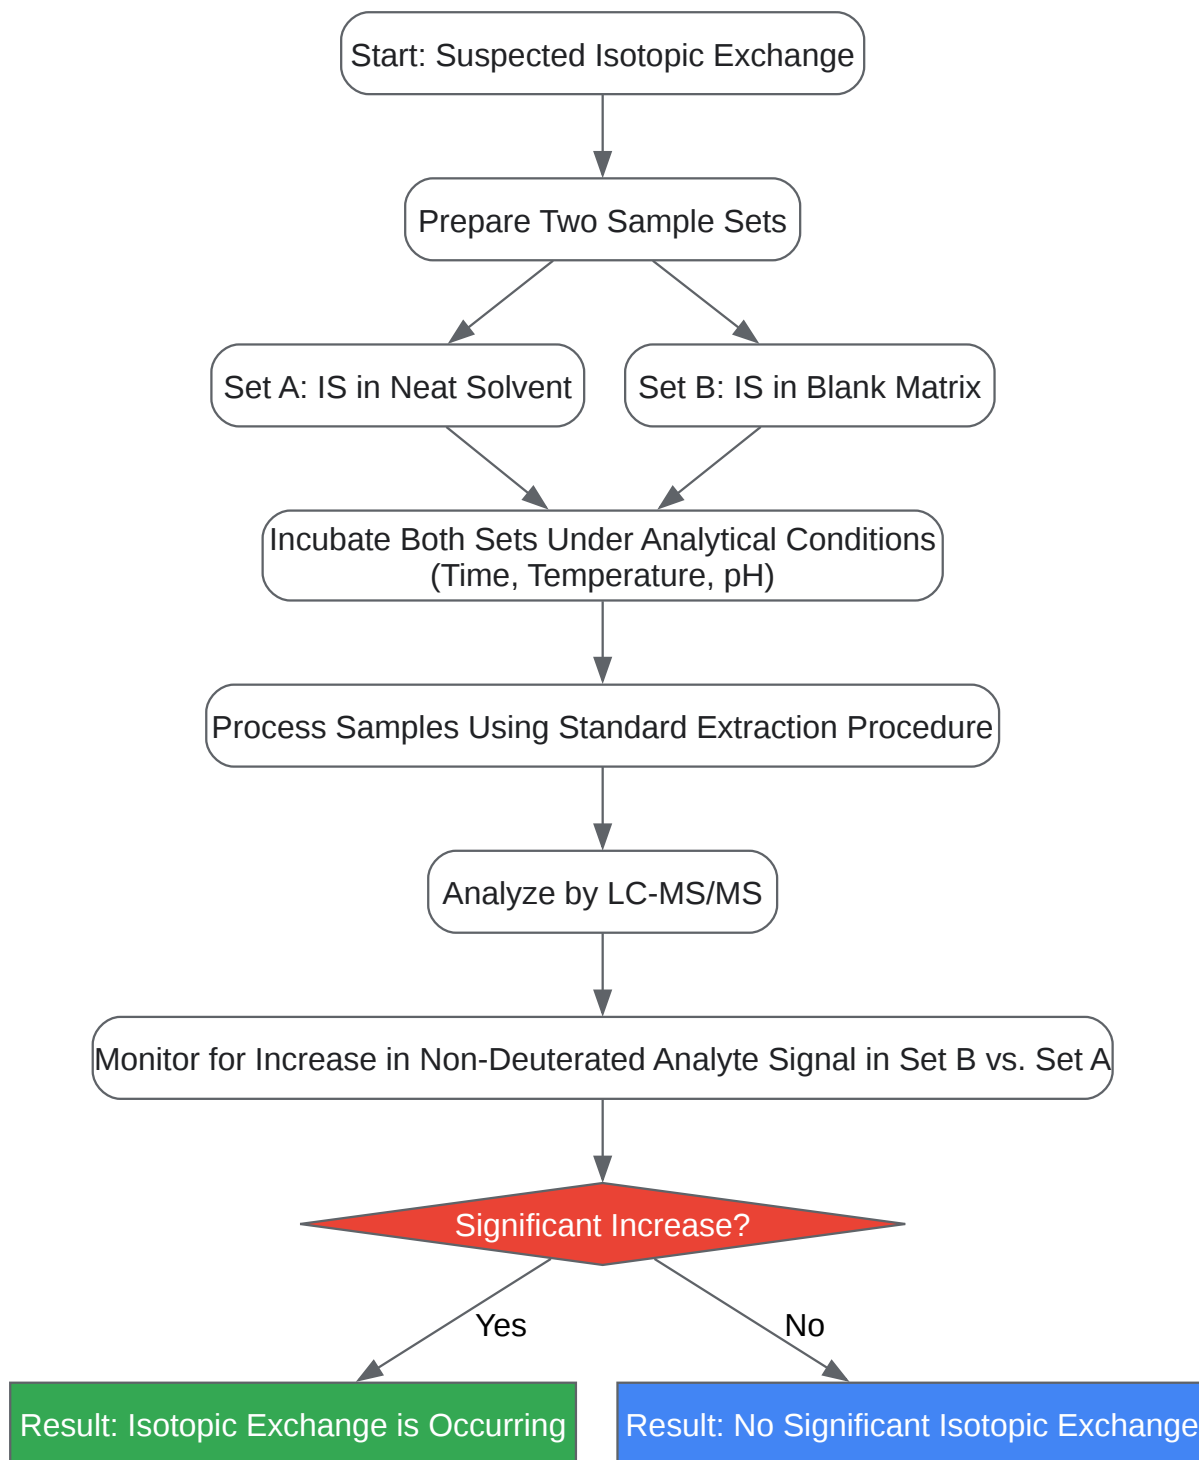 Start: Suspected Isotopic Exchange
Prepare Two Sample Sets
Set A: IS in Neat Solvent
Set B: IS in Blank Matrix
Incubate Both Sets Under Analytical Conditions
(Time, Temperature, pH)
Process Samples Using Standard Extraction Procedure
Analyze by LC-MS/MS
Monitor for Increase in Non-Deuterated Analyte Signal in Set B vs. Set A
Significant Increase?
Yes
No
Result: Isotopic Exchange is Occurring
Result: No Significant Isotopic Exchange